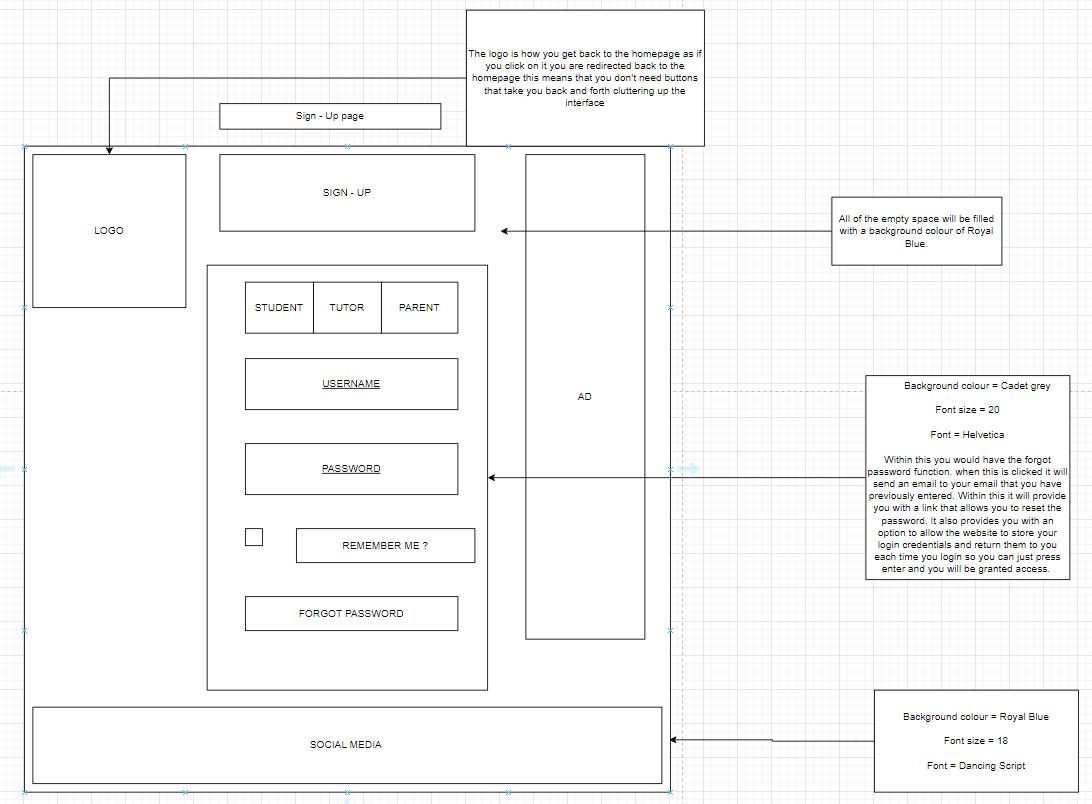 The logo is how you get back to the homepage as if
you click on it you are redirected back to the
homepage this means that you don't need buttons
that take you back and forth cluttering up the
interface
Sign - Up page
LOGO
SIGN - UP
All of the empty space will be filled
with a background colour of Royal
Blue.
STUDENT TUTOR PARENT
USERNAME
PASSWORD
REMEMBER ME ?
FORGOT PASSWORD
AD
Background colour = Cadet grey
Font size = 20
Font = Helvetica
Within this you would have the forgot
password function. when this is clicked it will
send an email to your email that you have
previously entered. Within this it will provide
you with a link that allows you to reset the
password. It also provides you with an
option to allow the website to store your
login credentials and return them to you
each time you login so you can just press
enter and you will be granted access.
SOCIAL MEDIA
Background colour = Royal Blue
Font size = 18
Font = Dancing Script